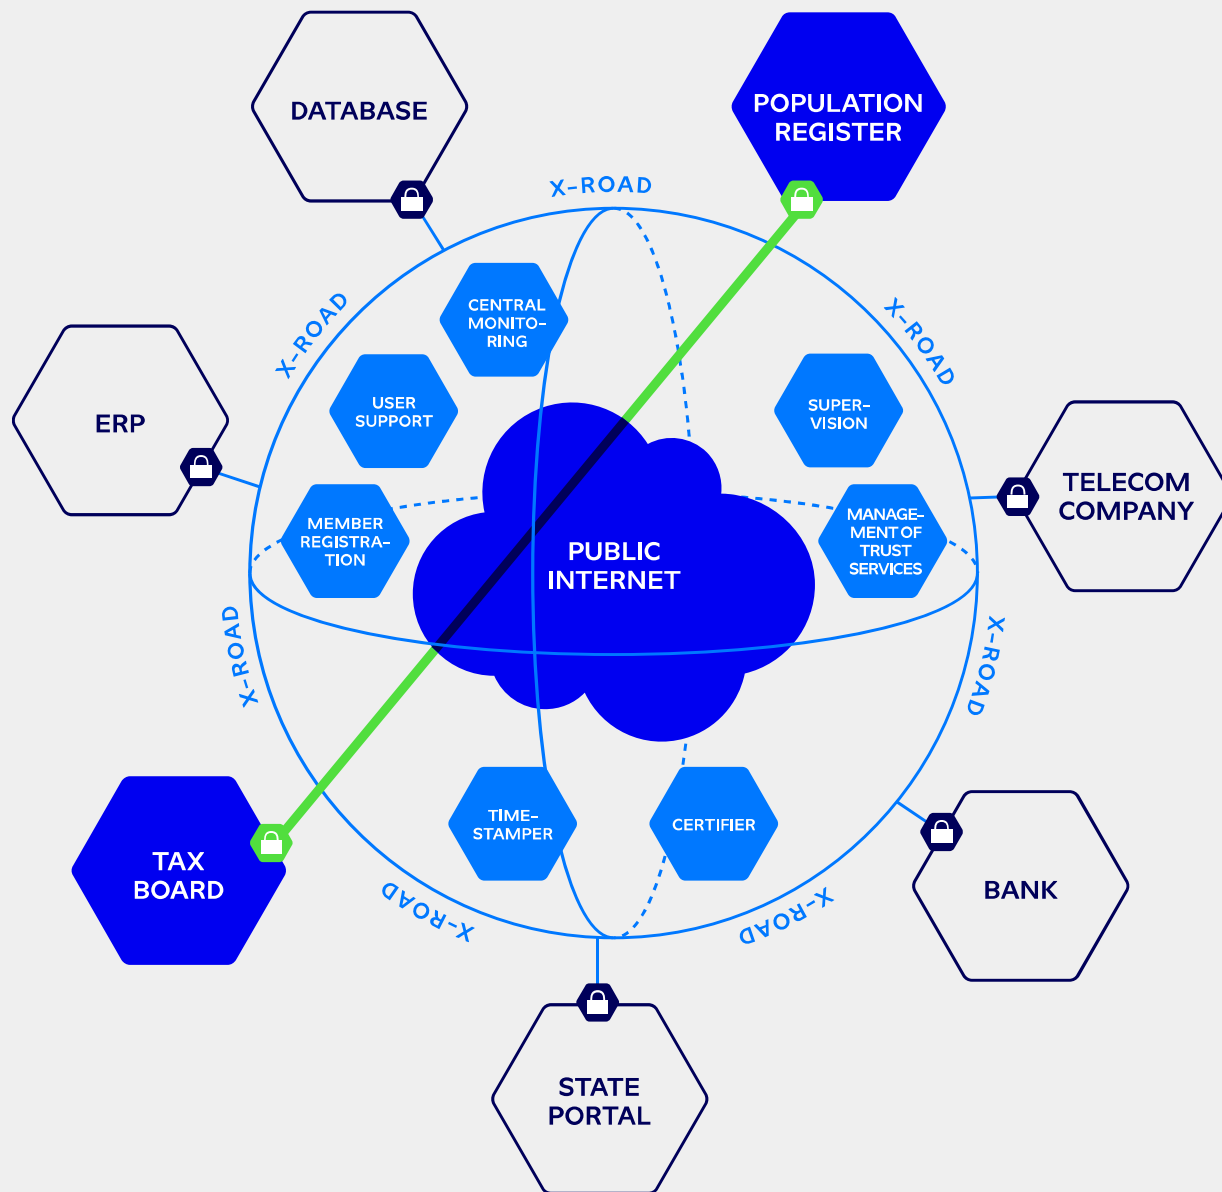 DATABASE
POPULATION
REGISTER
X-ROAD
X-ROAD
X-ROAD
CENTRAL
MONITO-
RING
USER
SUPPORT
SUPER-
VISION
ERP
TELECOM
COMPANY
MEMBER
REGISTRA-
TION
PUBLIC
INTERNET
MANAGE-
MENT OF
TRUST
SERVICES
X-ROAD
X-ROAD
TIME-
STAMPER
CERTIFIER
TAX
BOARD
X-ROAD
X-ROAD
BANK
STATE
PORTAL